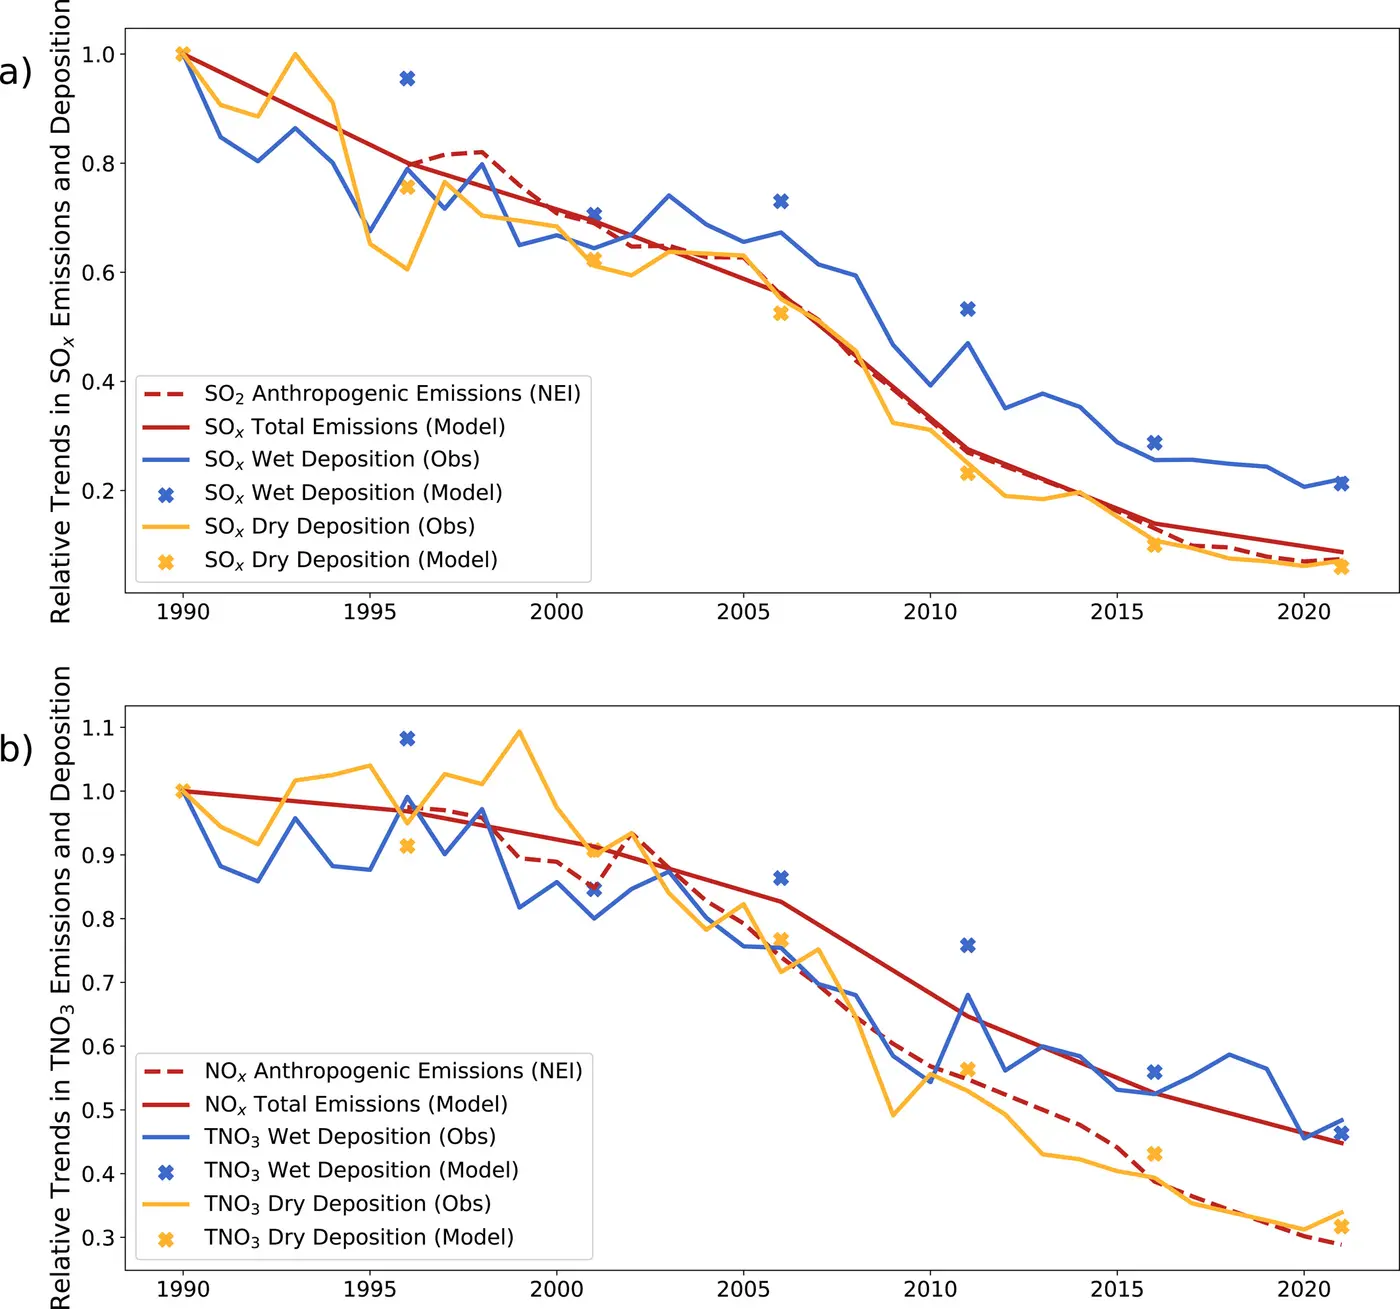 a)
Relative Trends in SOₓ Emissions and Deposition
1.0
0.8
0.6
0.4
0.2
SO₂ Anthropogenic Emissions (NEI)
SOₓ Total Emissions (Model)
SOₓ Wet Deposition (Obs)
SOₓ Wet Deposition (Model)
SOₓ Dry Deposition (Obs)
SOₓ Dry Deposition (Model)
1990 1995 2000 2005 2010 2015 2020
b)
Relative Trends in TNO₃ Emissions and Deposition
1.1
1.0
0.9
0.8
0.7
0.6
0.5
0.4
0.3
NOₓ Anthropogenic Emissions (NEI)
NOₓ Total Emissions (Model)
TNO₃ Wet Deposition (Obs)
TNO₃ Wet Deposition (Model)
TNO₃ Dry Deposition (Obs)
TNO₃ Dry Deposition (Model)
1990 1995 2000 2005 2010 2015 2020